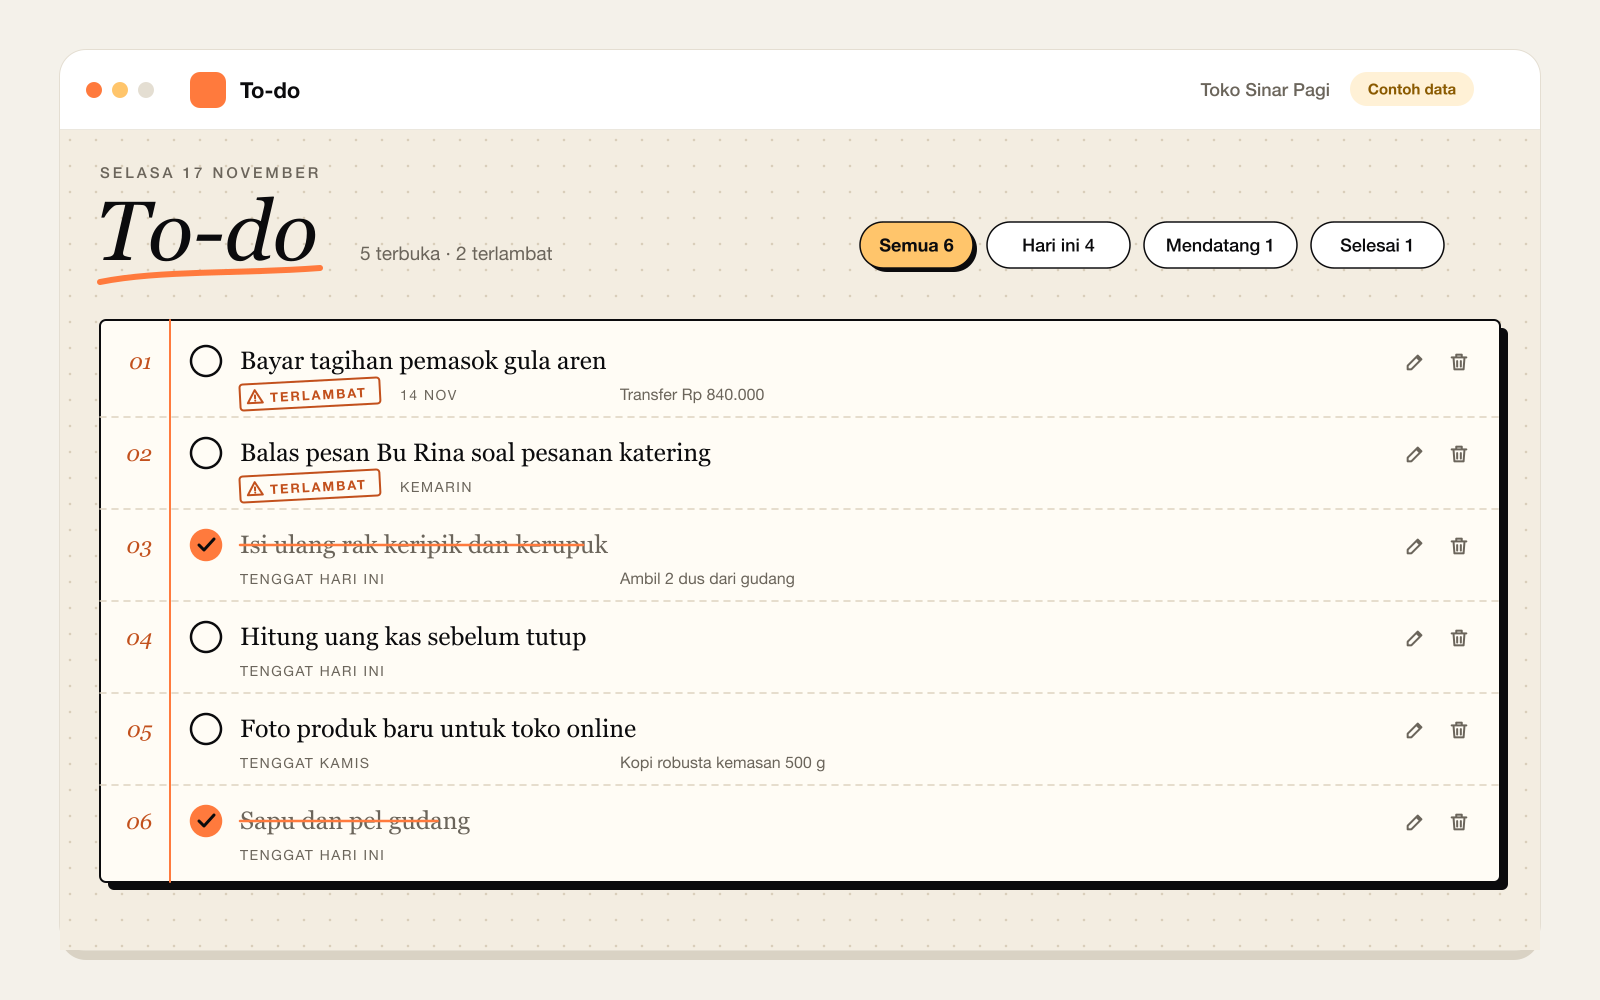 To-do
Toko Sinar Pagi
Contoh data
SELASA 17 NOVEMBER
To-do
5 terbuka · 2 terlambat
Semua 6
Hari ini 4
Mendatang 1
Selesai 1
01
Bayar tagihan pemasok gula aren
TERLAMBAT
14 NOV
Transfer Rp 840.000
02
Balas pesan Bu Rina soal pesanan katering
TERLAMBAT
KEMARIN
03
Isi ulang rak keripik dan kerupuk
TENGGAT HARI INI
Ambil 2 dus dari gudang
04
Hitung uang kas sebelum tutup
TENGGAT HARI INI
05
Foto produk baru untuk toko online
TENGGAT KAMIS
Kopi robusta kemasan 500 g
06
Sapu dan pel gudang
TENGGAT HARI INI